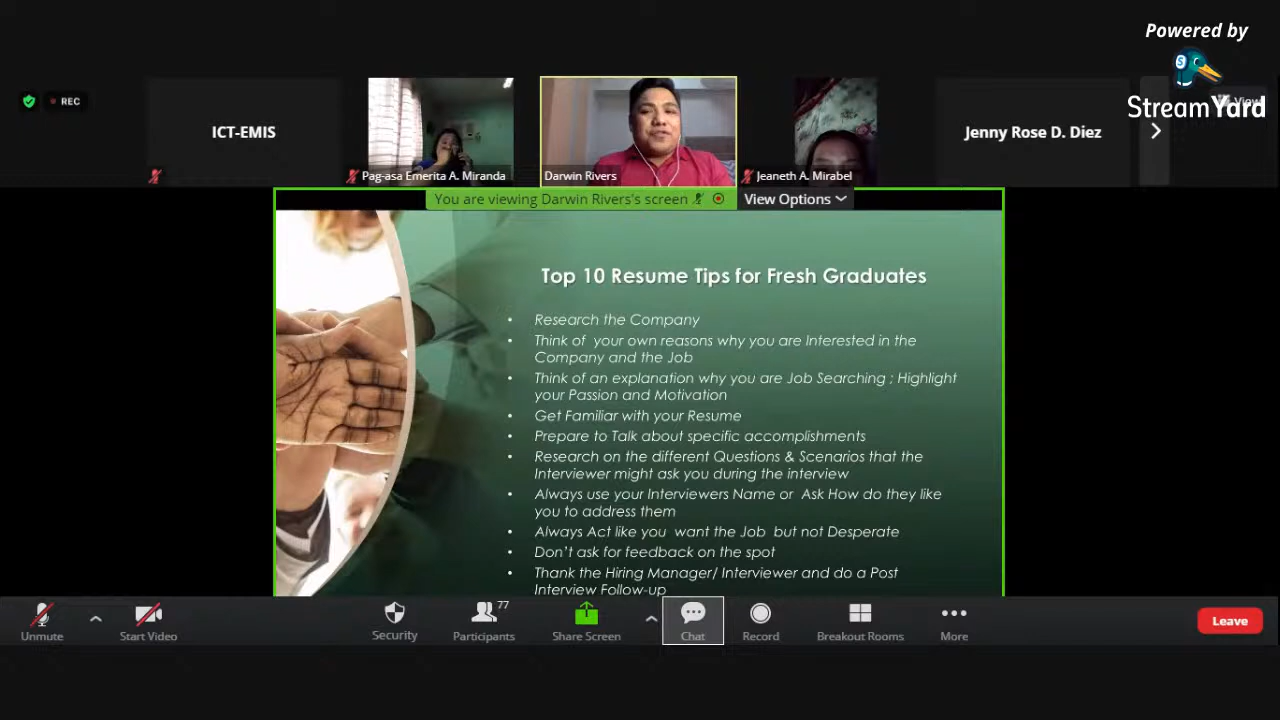 Powered by
StreamYard
REC
View
ICT-EMIS
Pag-asa Emerita A. Miranda
Darwin Rivers
Jeaneth A. Mirabel
Jenny Rose D. Diez
You are viewing Darwin Rivers's screen
View Options
Top 10 Resume Tips for Fresh Graduates
• Research the Company
• Think of your own reasons why you are Interested in the
Company and the Job
• Think of an explanation why you are Job Searching ; Highlight
your Passion and Motivation
• Get Familiar with your Resume
• Prepare to Talk about specific accomplishments
• Research on the different Questions & Scenarios that the
Interviewer might ask you during the interview
• Always use your Interviewers Name or Ask How do they like
you to address them
• Always Act like you want the Job but not Desperate
• Don't ask for feedback on the spot
• Thank the Hiring Manager/ Interviewer and do a Post
Interview Follow-up
Unmute
Start Video
Security
Participants
77
Share Screen
Chat
Record
Breakout Rooms
More
Leave